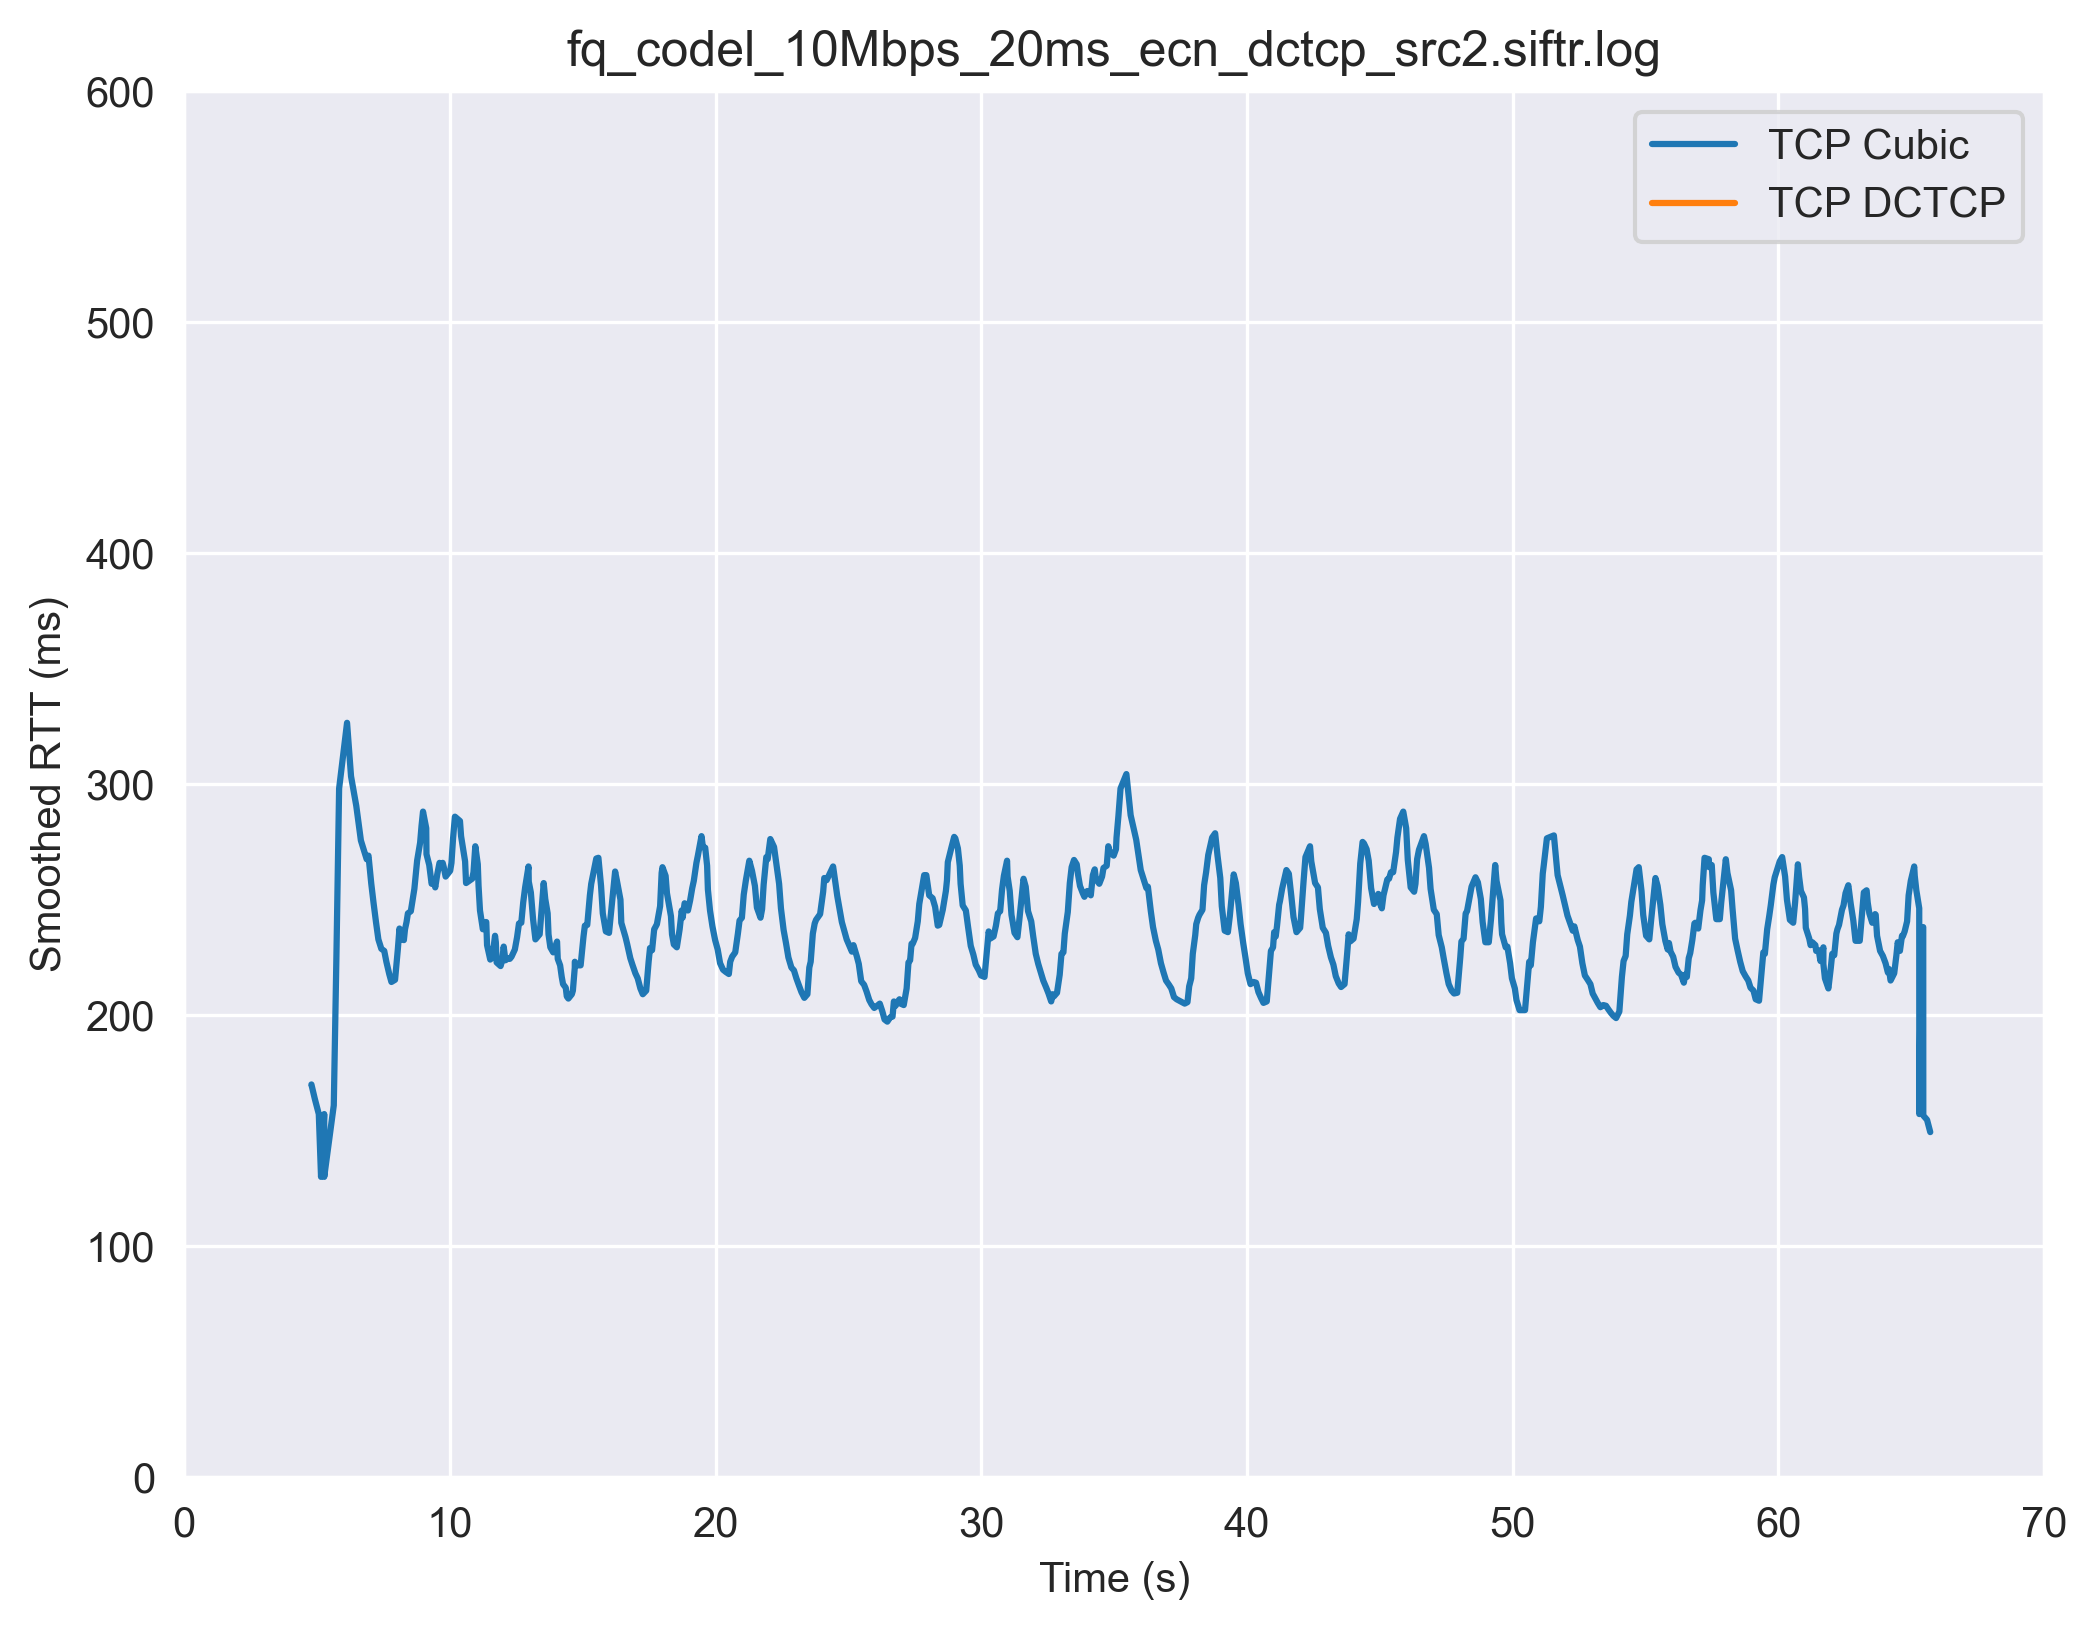 fq_codel_10Mbps_20ms_ecn_dctcp_src2.siftr.log
TCP Cubic
TCP DCTCP
Smoothed RTT (ms)
600
500
400
300
200
100
0
0 10 20 30 40 50 60 70
Time (s)